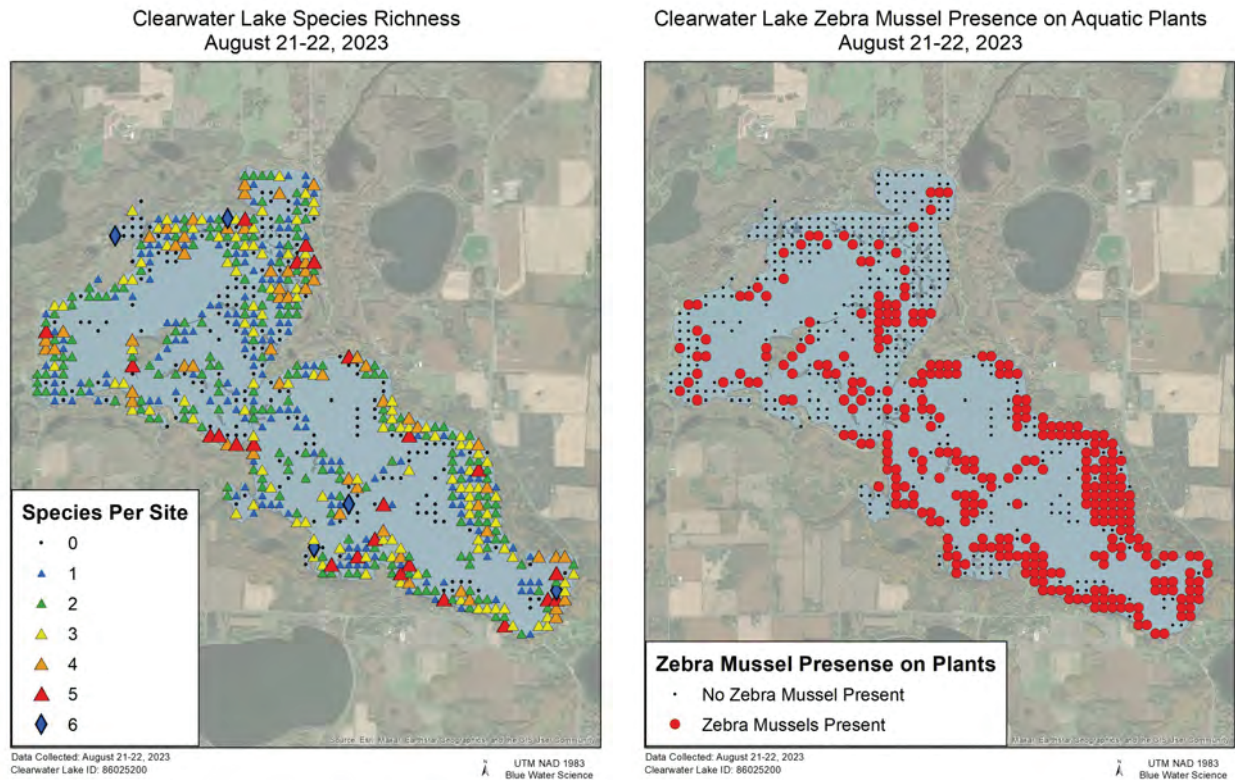 Clearwater Lake Species Richness
August 21-22, 2023
Species Per Site
0
1
2
3
4
5
6
Data Collected: August 21-22, 2023
Clearwater Lake ID: 86025200
N
UTM NAD 1983
Blue Water Science
Clearwater Lake Zebra Mussel Presence on Aquatic Plants
August 21-22, 2023
Zebra Mussel Presense on Plants
No Zebra Mussel Present
Zebra Mussels Present
Data Collected: August 21-22, 2023
Clearwater Lake ID: 86025200
N
UTM NAD 1983
Blue Water Science